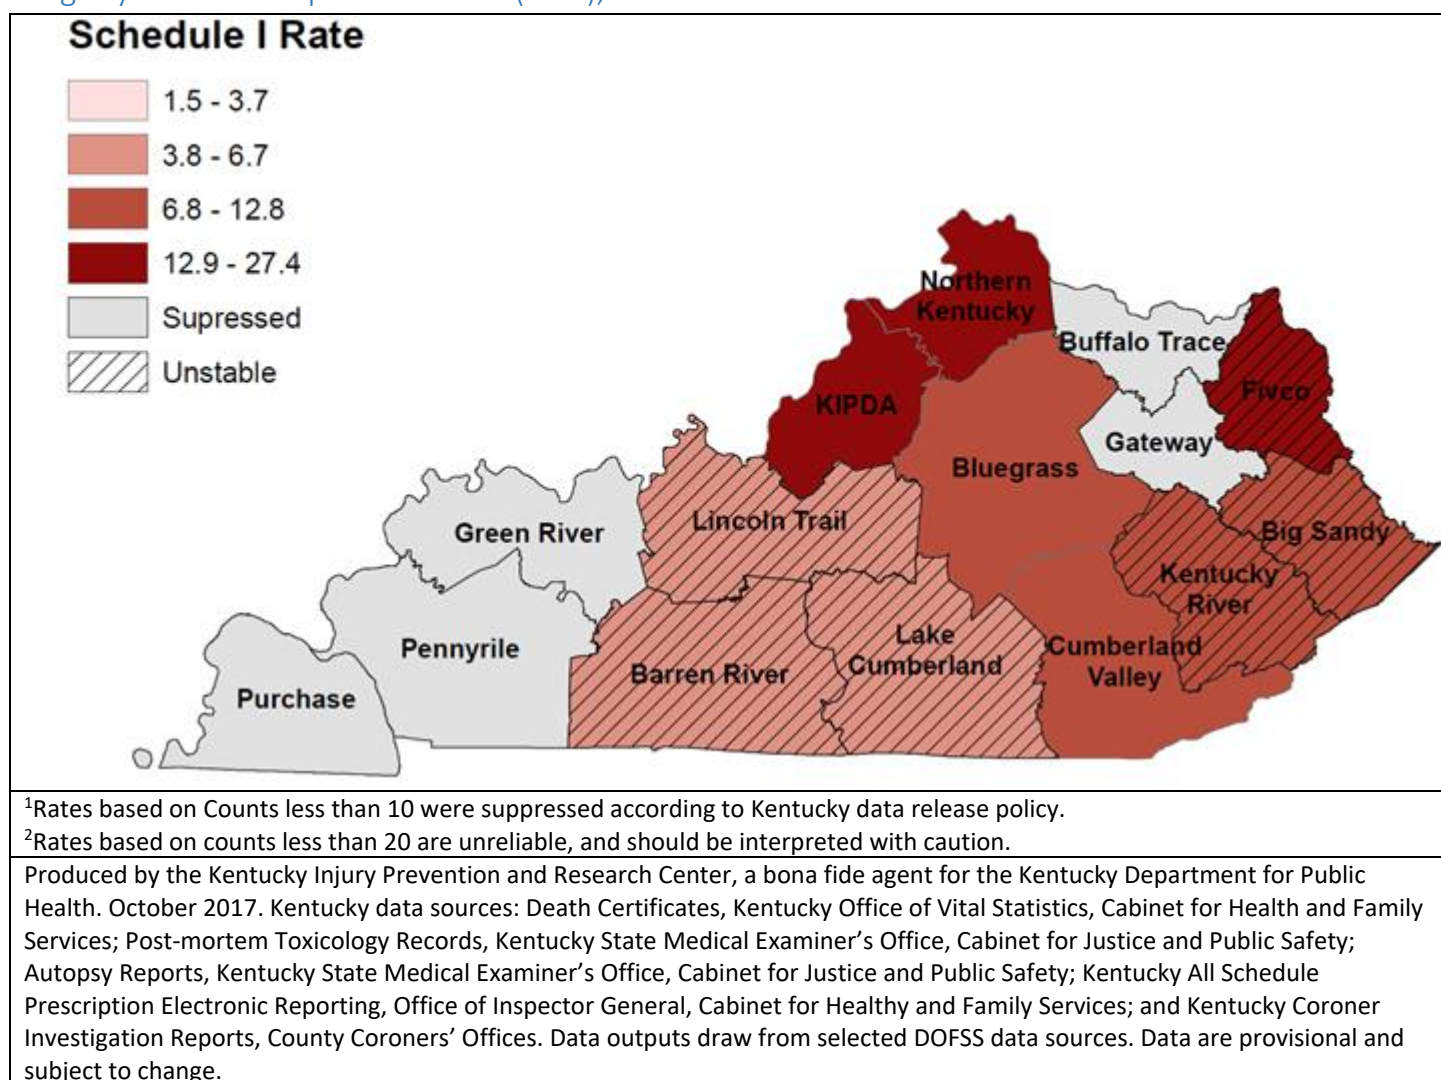 Schedule I Rate
1.5 - 3.7
3.8 - 6.7
6.8 - 12.8
12.9 - 27.4
Supressed
Unstable
Northern
Kentucky
Buffalo Trace
Fivco
KIPDA
Gateway
Bluegrass
Lincoln Trail
Green River
Big Sandy
Kentucky
River
Lake
Cumberland
Cumberland
Valley
Pennyrile
Barren River
Purchase
¹Rates based on Counts less than 10 were suppressed according to Kentucky data release policy.
²Rates based on counts less than 20 are unreliable, and should be interpreted with caution.
Produced by the Kentucky Injury Prevention and Research Center, a bona fide agent for the Kentucky Department for Public
Health. October 2017. Kentucky data sources: Death Certificates, Kentucky Office of Vital Statistics, Cabinet for Health and Family
Services; Post-mortem Toxicology Records, Kentucky State Medical Examiner’s Office, Cabinet for Justice and Public Safety;
Autopsy Reports, Kentucky State Medical Examiner’s Office, Cabinet for Justice and Public Safety; Kentucky All Schedule
Prescription Electronic Reporting, Office of Inspector General, Cabinet for Healthy and Family Services; and Kentucky Coroner
Investigation Reports, County Coroners’ Offices. Data outputs draw from selected DOFSS data sources. Data are provisional and
subject to change.